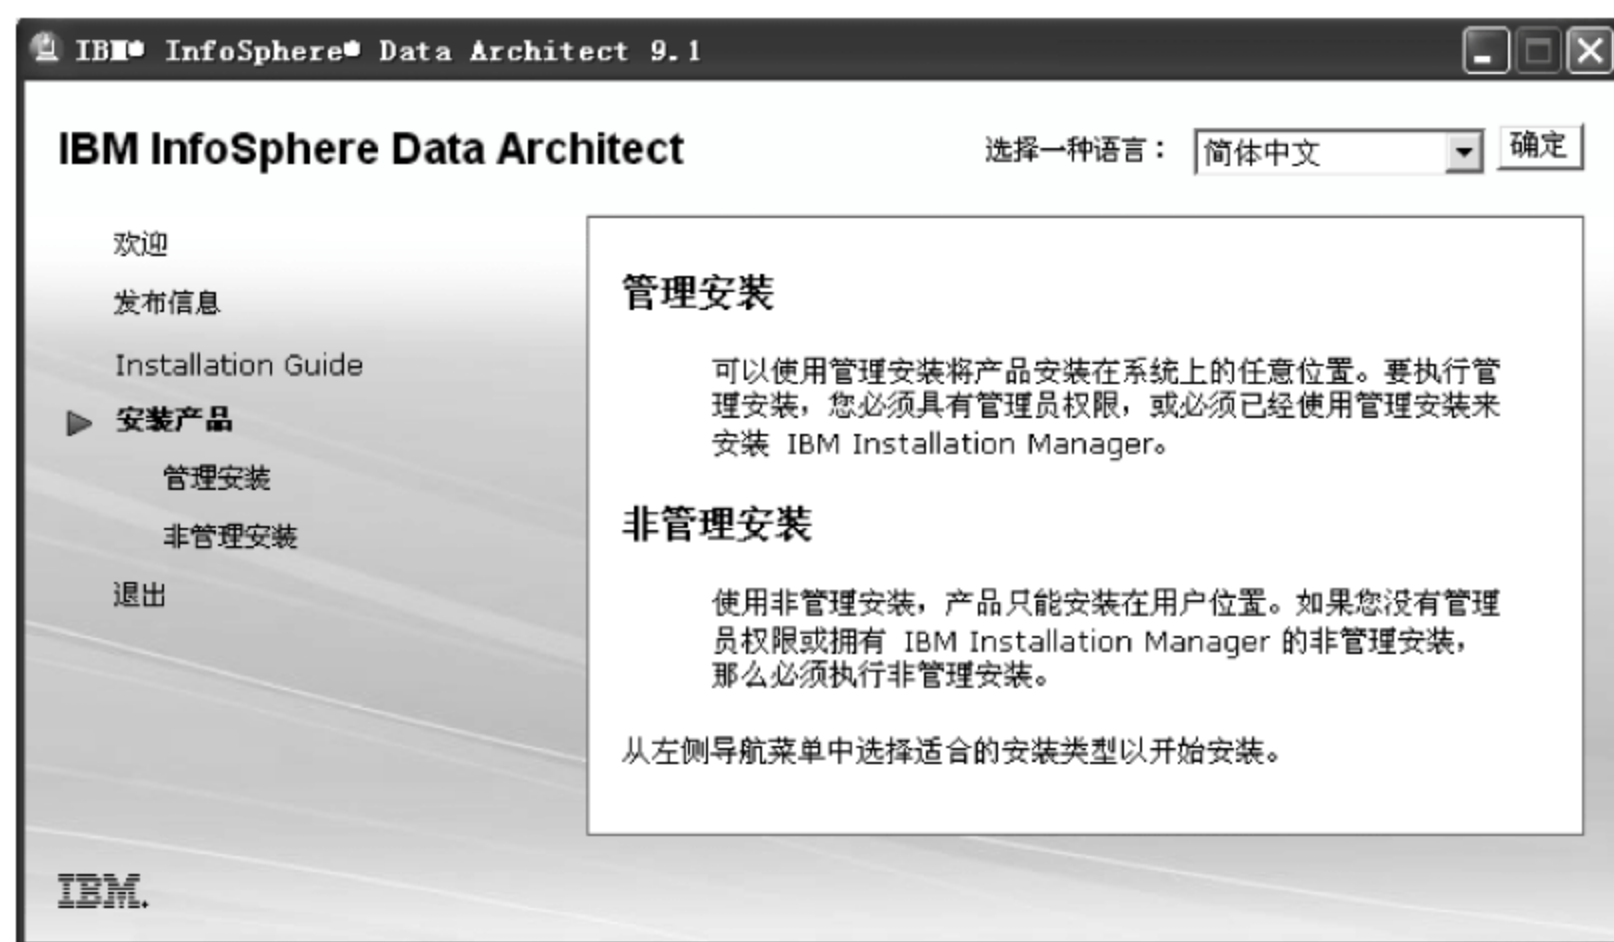 IBM® InfoSphere® Data Architect 9.1
IBM InfoSphere Data Architect
选择一种语言：
简体中文
确定
欢迎
发布信息
Installation Guide
安装产品
管理安装
非管理安装
退出
管理安装
可以使用管理安装将产品安装在系统上的任意位置。要执行管
理安装，您必须具有管理员权限，或必须已经使用管理安装来
安装 IBM Installation Manager。
非管理安装
使用非管理安装，产品只能安装在用户位置。如果您没有管理
员权限或拥有 IBM Installation Manager 的非管理安装，
那么必须执行非管理安装。
从左侧导航菜单中选择适合的安装类型以开始安装。
IBM.